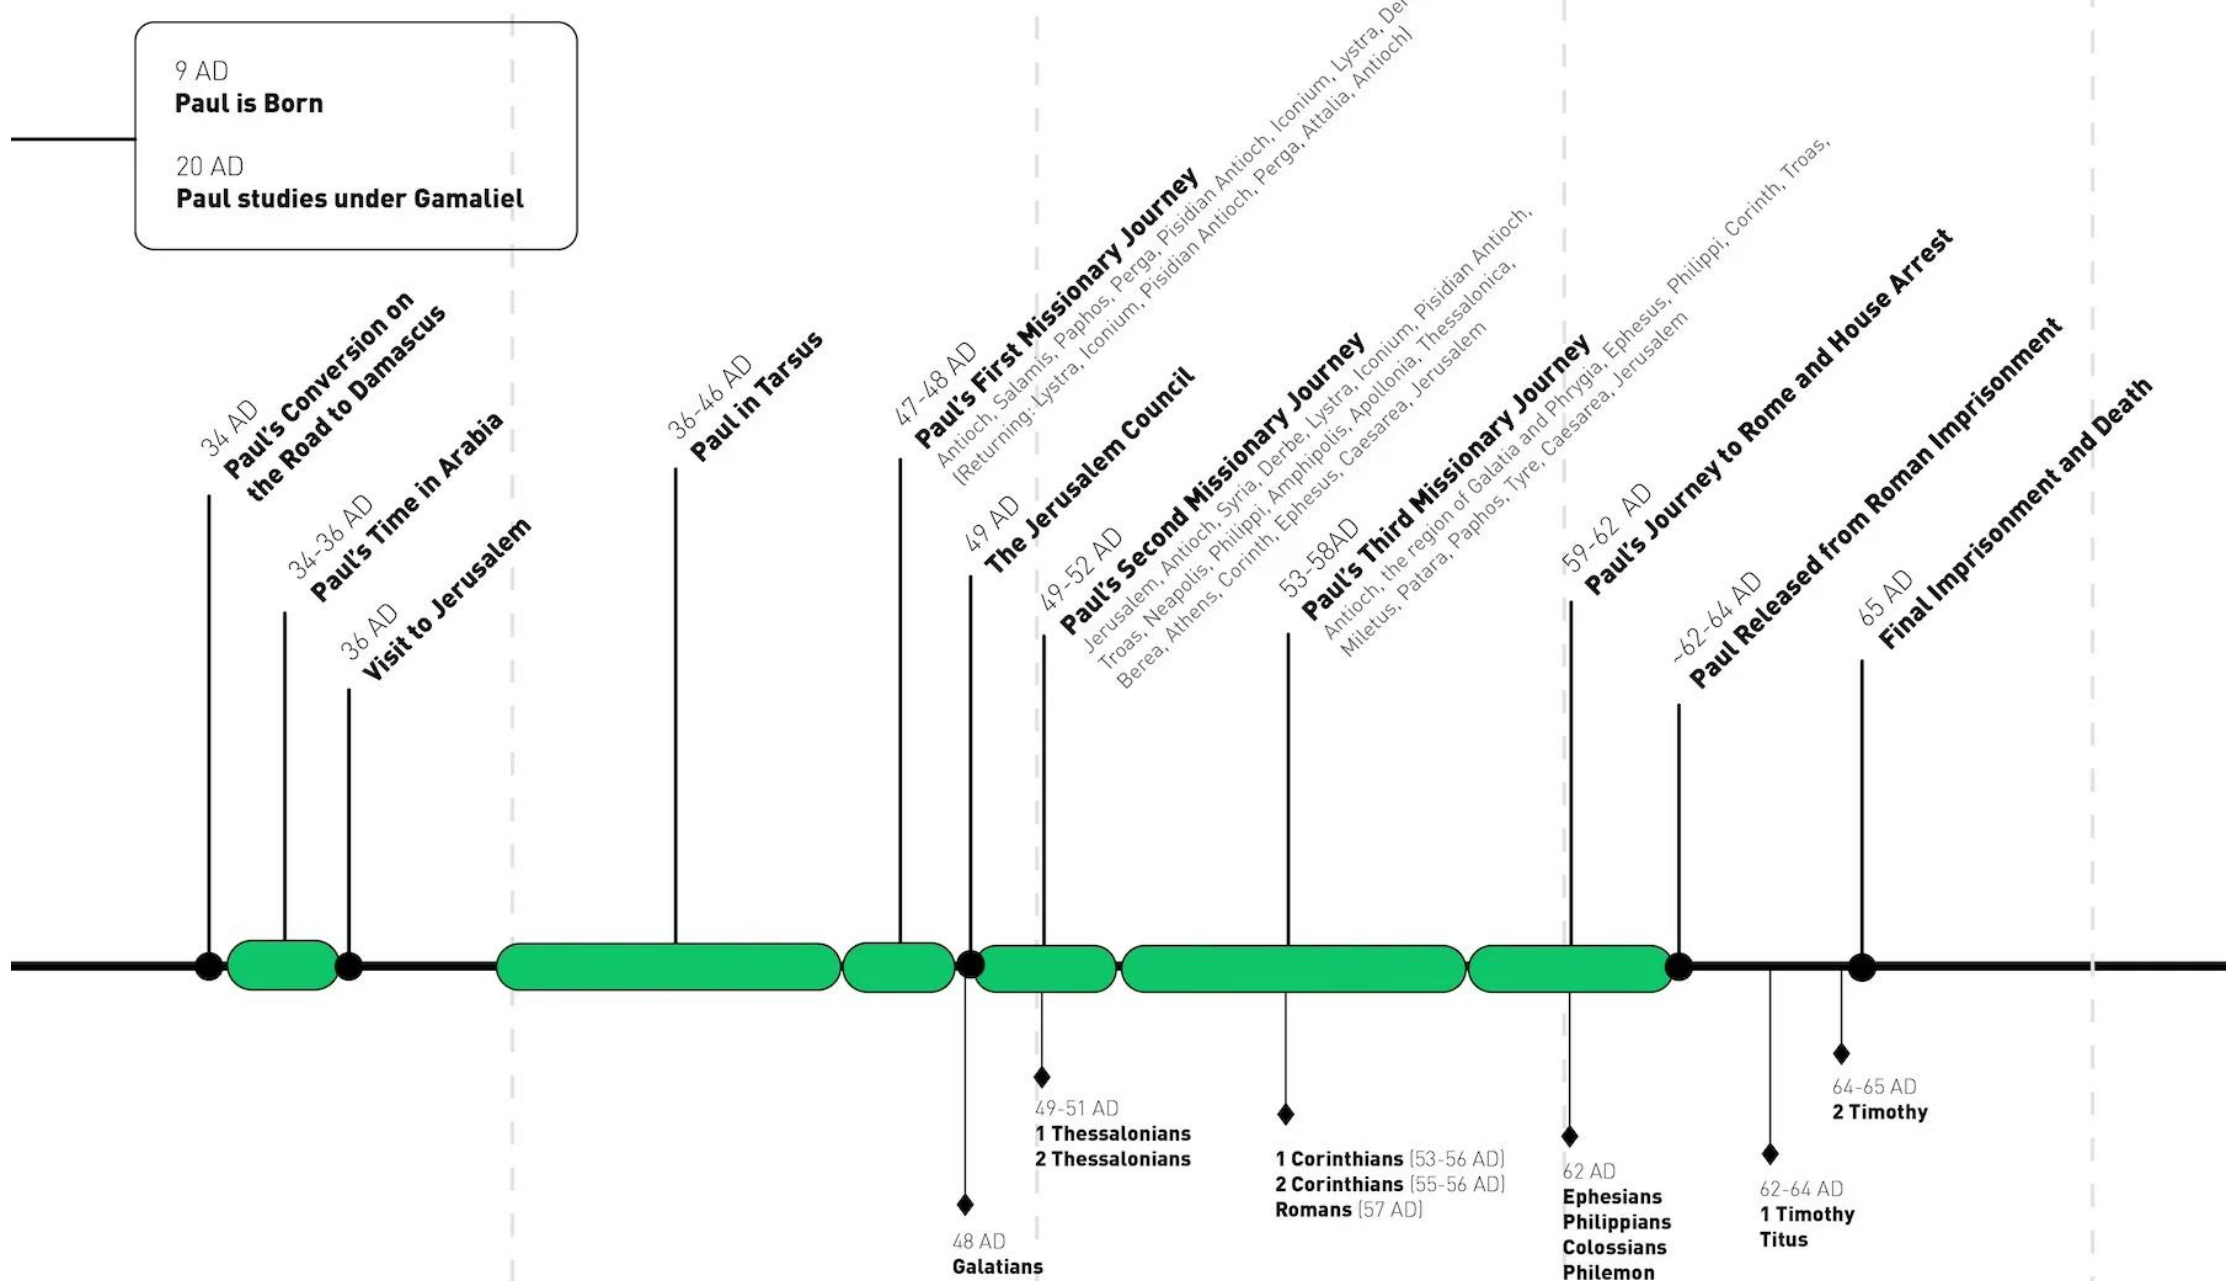 9 AD
Paul is Born
20 AD
Paul studies under Gamaliel
34 AD
Paul's Conversion on
the Road to Damascus
34-36 AD
Paul's Time in Arabia
36 AD
Visit to Jerusalem
36-46 AD
Paul in Tarsus
47-48 AD
Paul's First Missionary Journey
Antioch, Salamis, Paphos, Perga, Pisidian Antioch, Iconium, Lystra,
(Returning: Lystra, Iconium, Pisidian Antioch, Perga, Attalia, Antioch)
49 AD
The Jerusalem Council
49-52 AD
Paul's Second Missionary Journey
Jerusalem, Antioch, Syria, Derbe, Lystra, Iconium, Pisidian Antioch,
Troas, Neapolis, Philippi, Amphipolis, Apollonia, Thessalonica,
Berea, Athens, Corinth, Ephesus, Caesarea, Jerusalem
53-58AD
Paul's Third Missionary Journey
Antioch, the region of Galatia and Phrygia, Ephesus, Philippi, Corinth, Troas,
Miletus, Patara, Paphos, Tyre, Caesarea, Jerusalem
59-62 AD
Paul's Journey to Rome and House Arrest
~62-64 AD
Paul Released from Roman Imprisonment
65 AD
Final Imprisonment and Death
48 AD
Galatians
49-51 AD
1 Thessalonians
2 Thessalonians
1 Corinthians (53-56 AD)
2 Corinthians (55-56 AD)
Romans (57 AD)
62 AD
Ephesians
Philippians
Colossians
Philemon
62-64 AD
1 Timothy
Titus
64-65 AD
2 Timothy